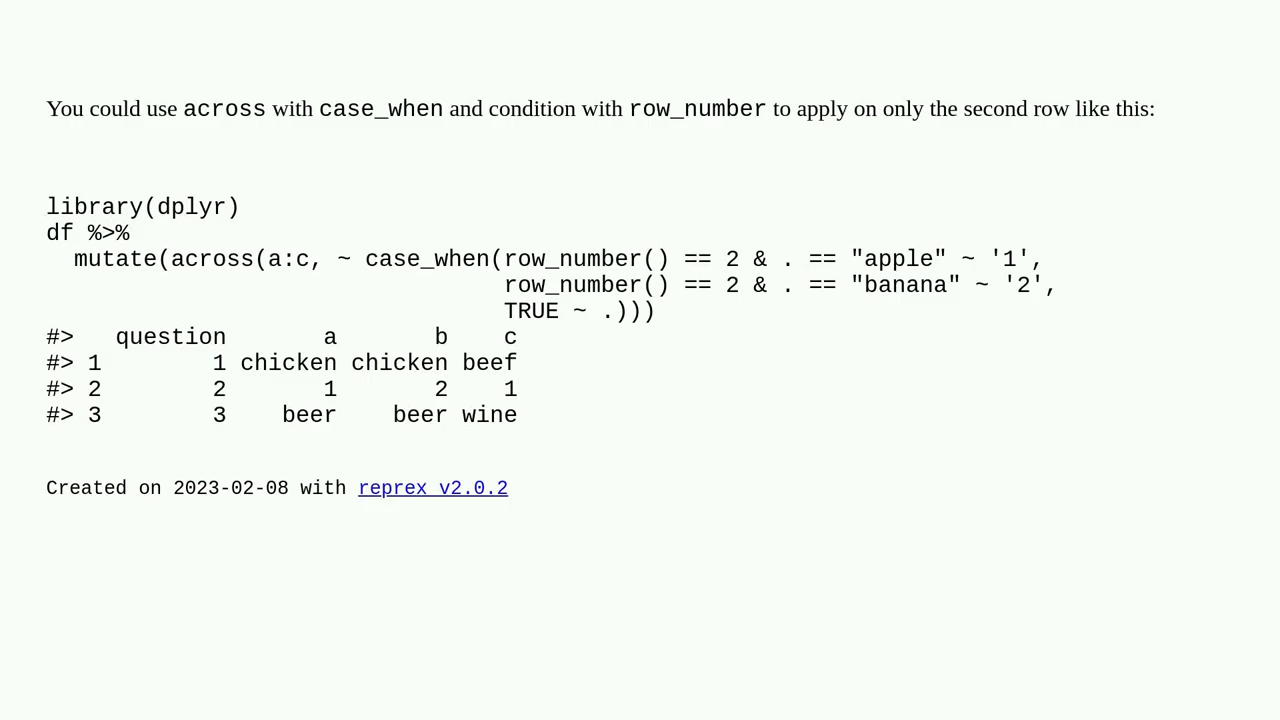 You could use across with case_when and condition with row_number to apply on only the second row like this:
library(dplyr)
df %>%
  mutate(across(a:c, ~ case_when(row_number() == 2 & . == "apple" ~ '1',
                                 row_number() == 2 & . == "banana" ~ '2',
                                 TRUE ~ .)))
#>   question       a       b    c
#> 1        1 chicken chicken beef
#> 2        2       1       2    1
#> 3        3    beer    beer wine
Created on 2023-02-08 with reprex v2.0.2